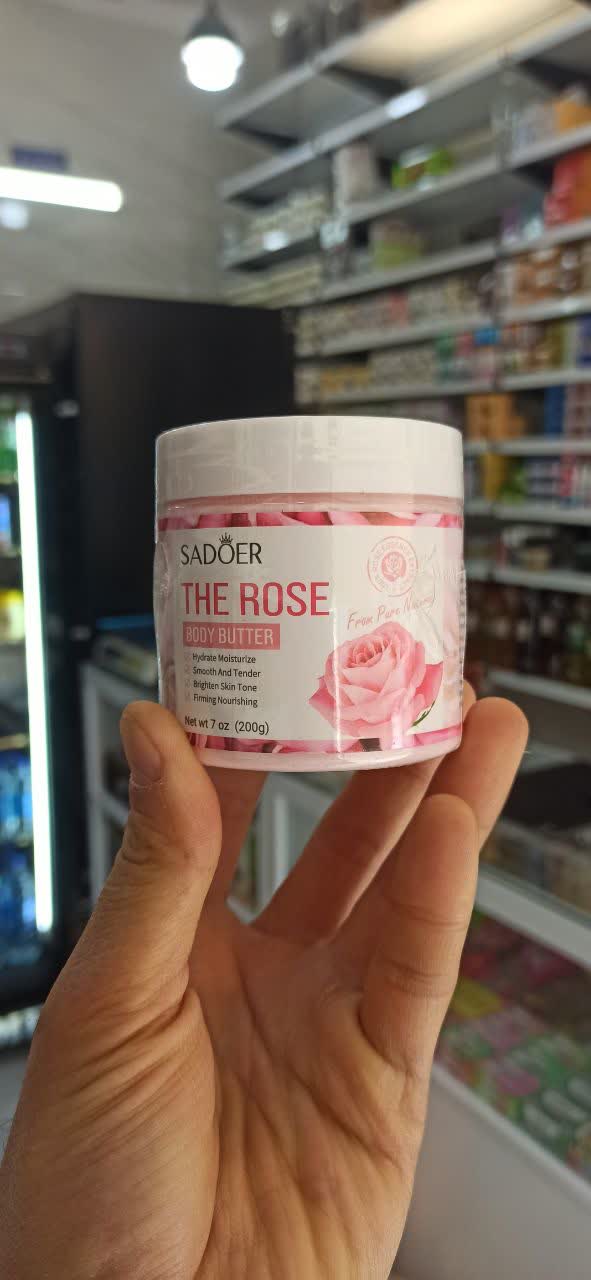 SADOER
THE ROSE
BODY BUTTER
From Pure Nature
Hydrate Moisturize
Smooth And Tender
Brighten Skin Tone
Firming Nourishing
Net wt 7 oz (200g)